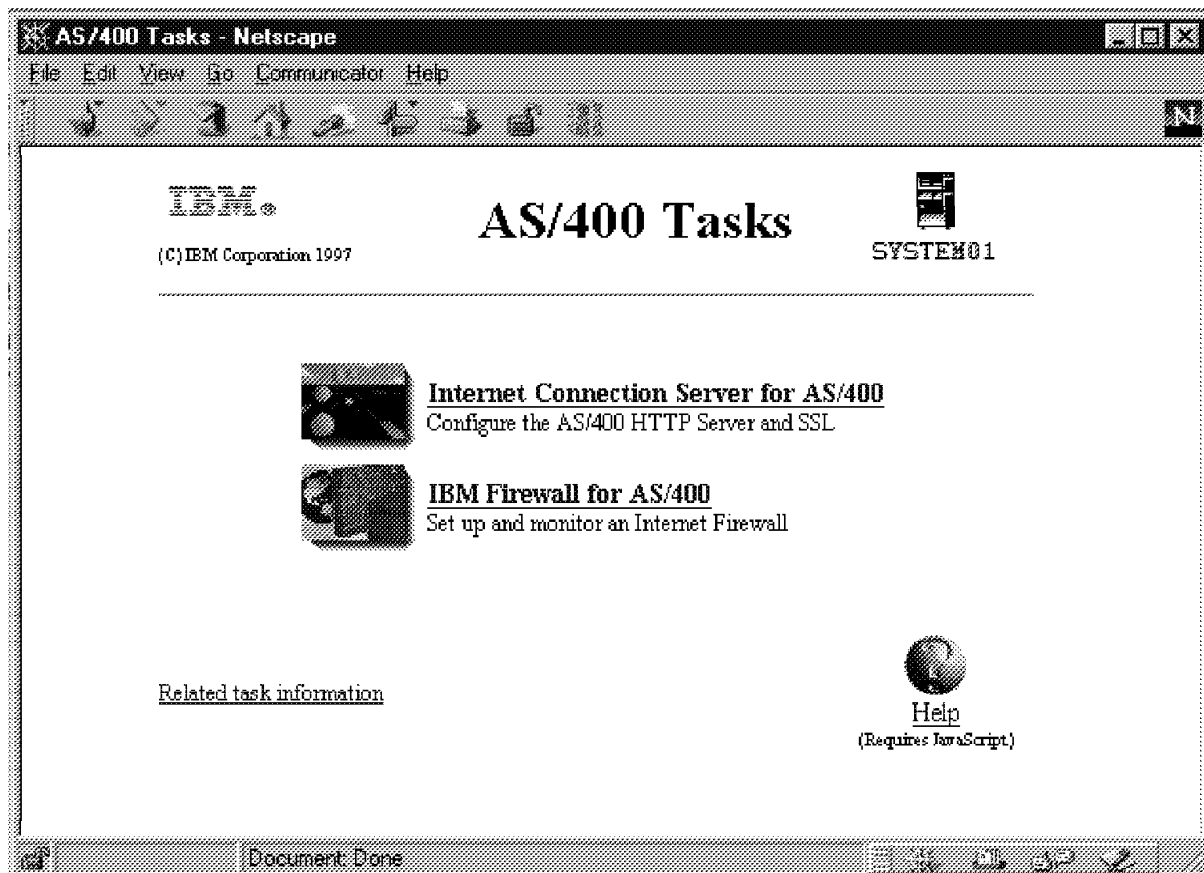 AS/400 Tasks - Netscape
File Edit View Go Communicator Help
N
IBM®
(C) IBM Corporation 1997
AS/400 Tasks
SYSTEM01
Internet Connection Server for AS/400
Configure the AS/400 HTTP Server and SSL
IBM Firewall for AS/400
Set up and monitor an Internet Firewall
Related task information
Help
(Requires JavaScript)
Document: Done